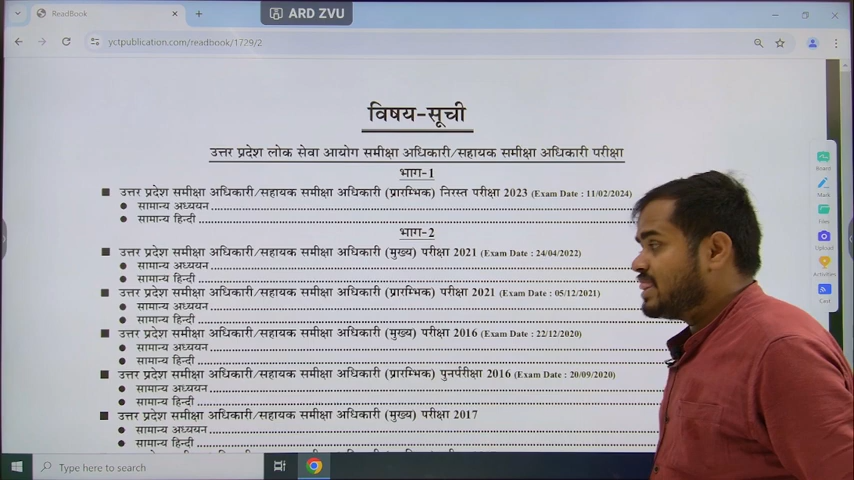 ReadBook
ARD ZVU
yctpublication.com/readbook/1729/2
विषय-सूची
उत्तर प्रदेश लोक सेवा आयोग समीक्षा अधिकारी/सहायक समीक्षा अधिकारी परीक्षा
भाग-1
उत्तर प्रदेश समीक्षा अधिकारी/सहायक समीक्षा अधिकारी (प्रारम्भिक) निरस्त परीक्षा 2023 (Exam Date : 11/02/2024)
सामान्य अध्ययन
सामान्य हिन्दी
भाग-2
उत्तर प्रदेश समीक्षा अधिकारी/सहायक समीक्षा अधिकारी (मुख्य) परीक्षा 2021 (Exam Date : 24/04/2022)
सामान्य अध्ययन
सामान्य हिन्दी
उत्तर प्रदेश समीक्षा अधिकारी/सहायक समीक्षा अधिकारी (प्रारम्भिक) परीक्षा 2021 (Exam Date : 05/12/2021)
सामान्य अध्ययन
सामान्य हिन्दी
उत्तर प्रदेश समीक्षा अधिकारी/सहायक समीक्षा अधिकारी (मुख्य) परीक्षा 2016 (Exam Date : 22/12/2020)
सामान्य अध्ययन
सामान्य हिन्दी
उत्तर प्रदेश समीक्षा अधिकारी/सहायक समीक्षा अधिकारी (प्रारम्भिक) पुनर्परीक्षा 2016 (Exam Date : 20/09/2020)
सामान्य अध्ययन
सामान्य हिन्दी
उत्तर प्रदेश समीक्षा अधिकारी/सहायक समीक्षा अधिकारी (मुख्य) परीक्षा 2017
सामान्य अध्ययन
सामान्य हिन्दी
Board
Mark
Files
Upload
Activities
Cast
Type here to search